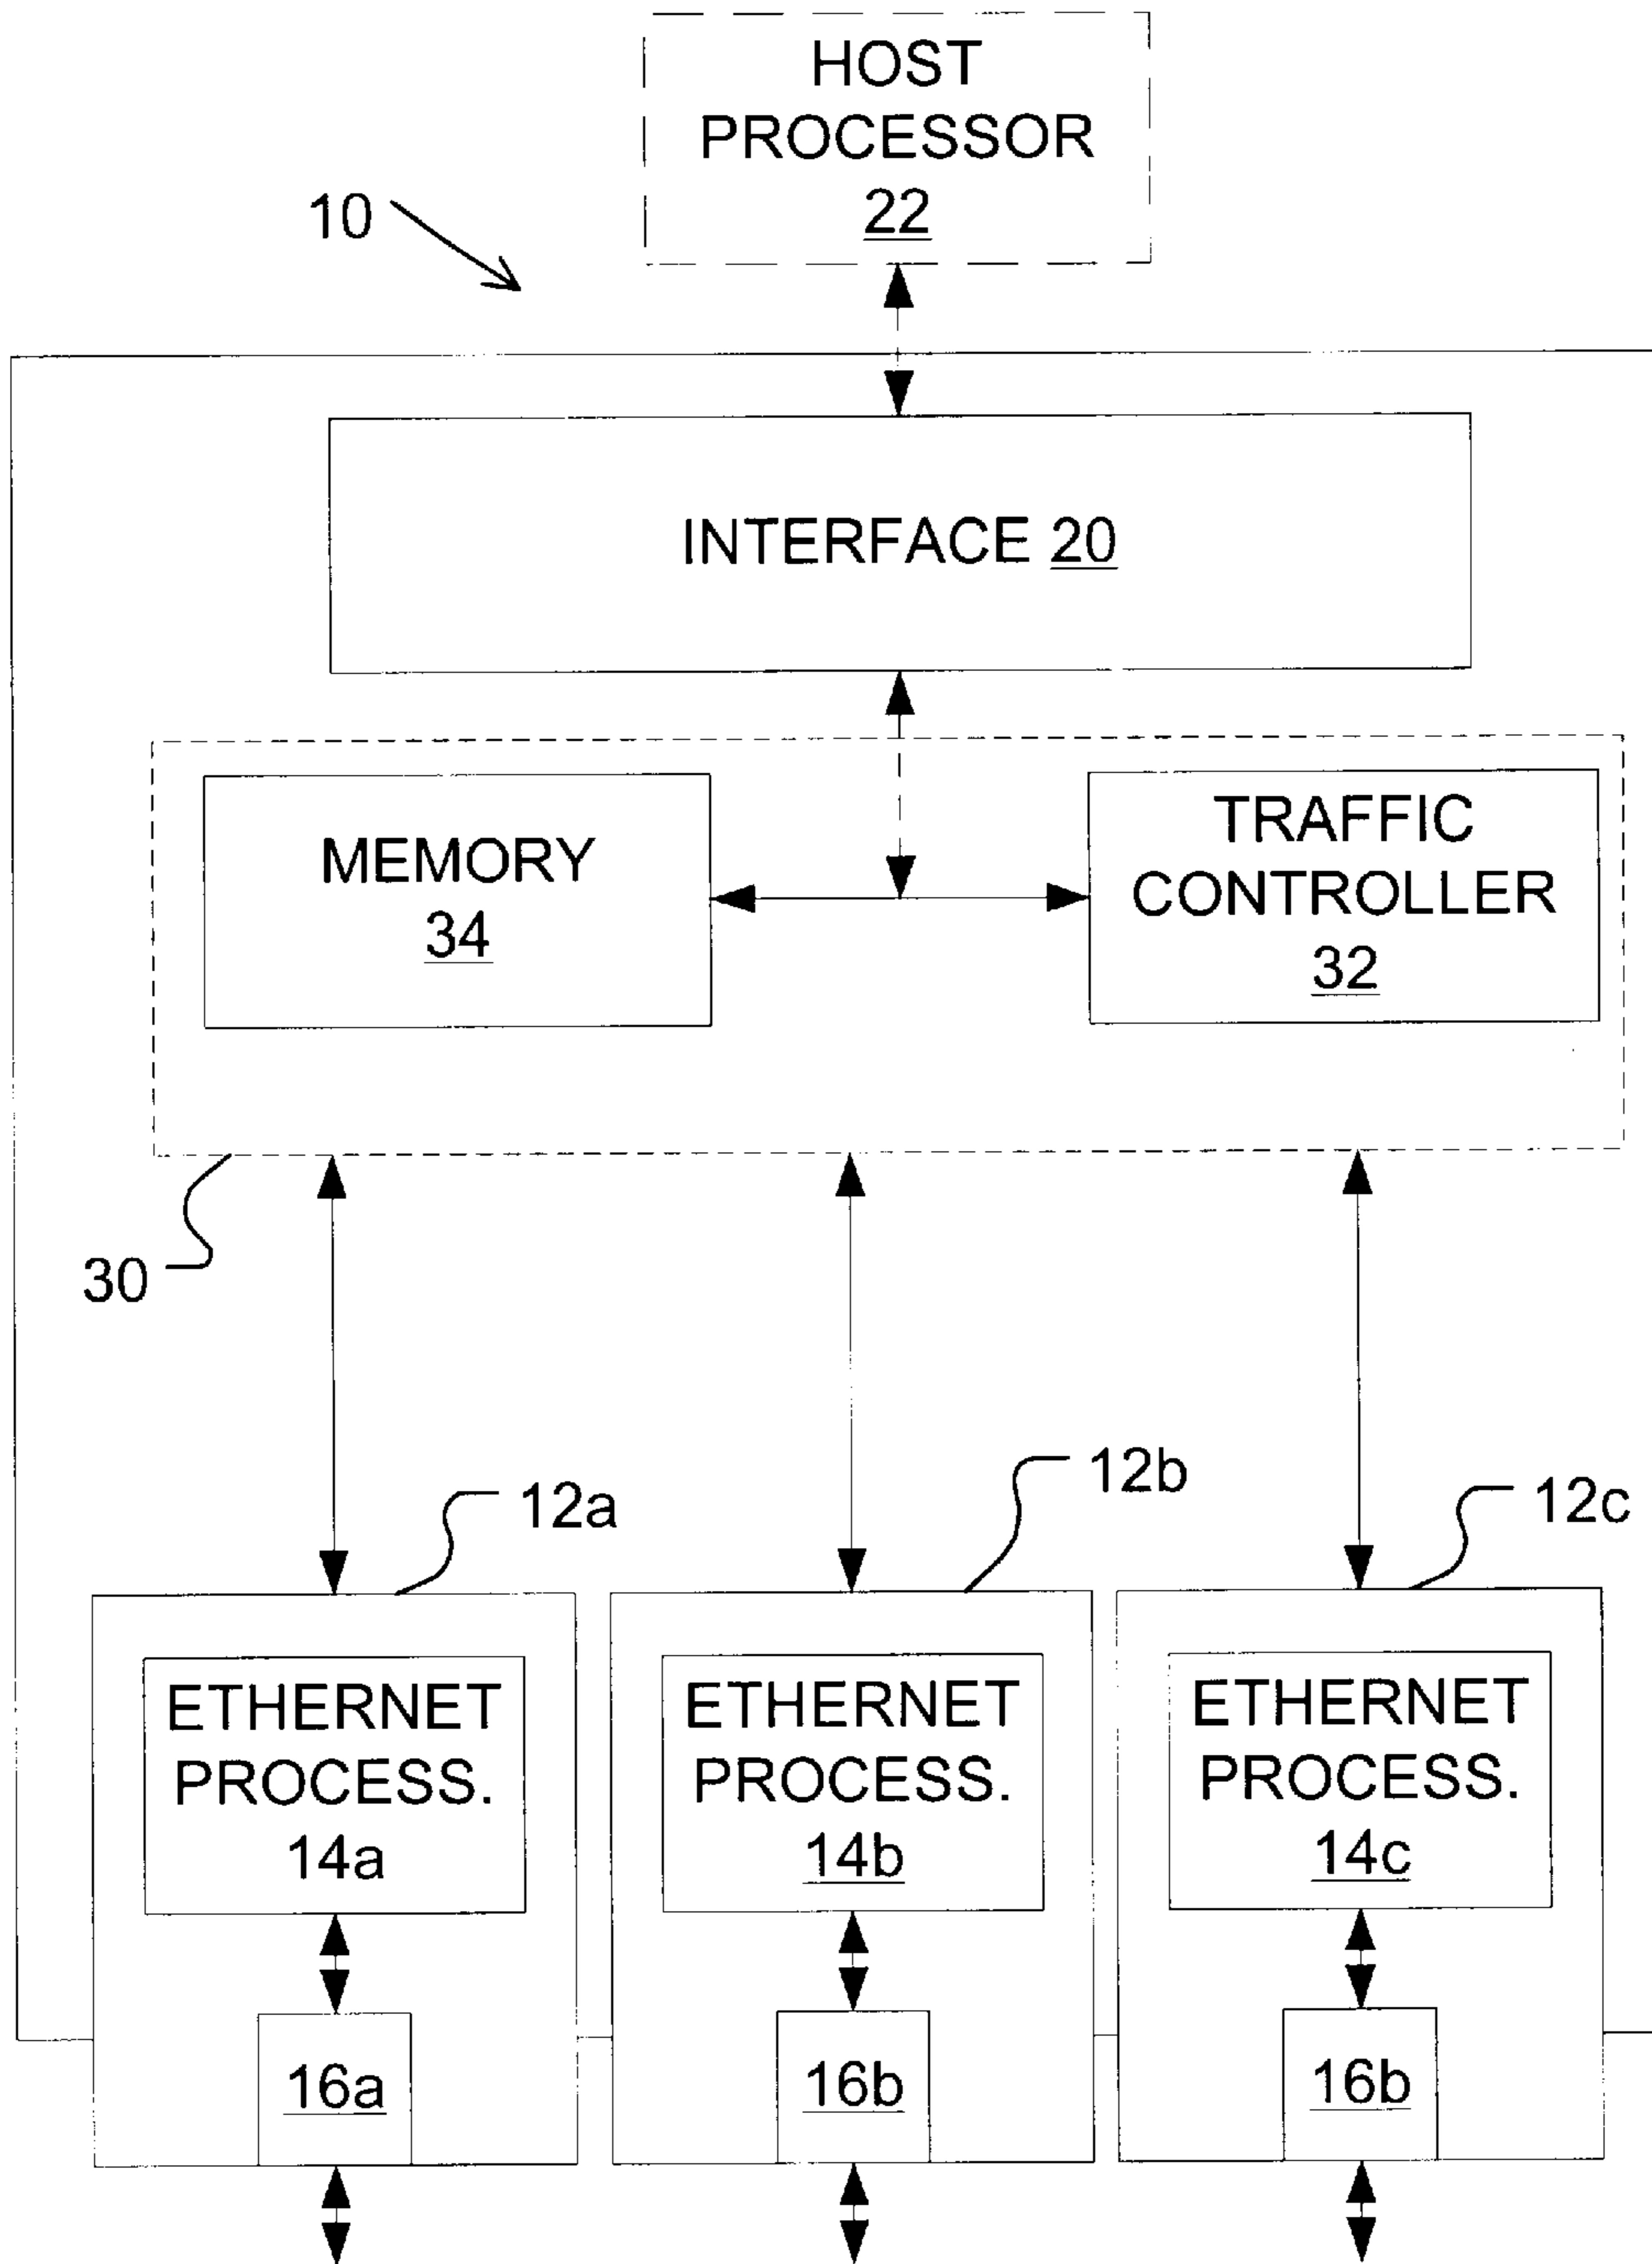 HOST
PROCESSOR
22
10
INTERFACE 20
MEMORY
34
TRAFFIC
CONTROLLER
32
30
12a
12b
12c
ETHERNET
PROCESS.
14a
ETHERNET
PROCESS.
14b
ETHERNET
PROCESS.
14c
16a
16b
16b